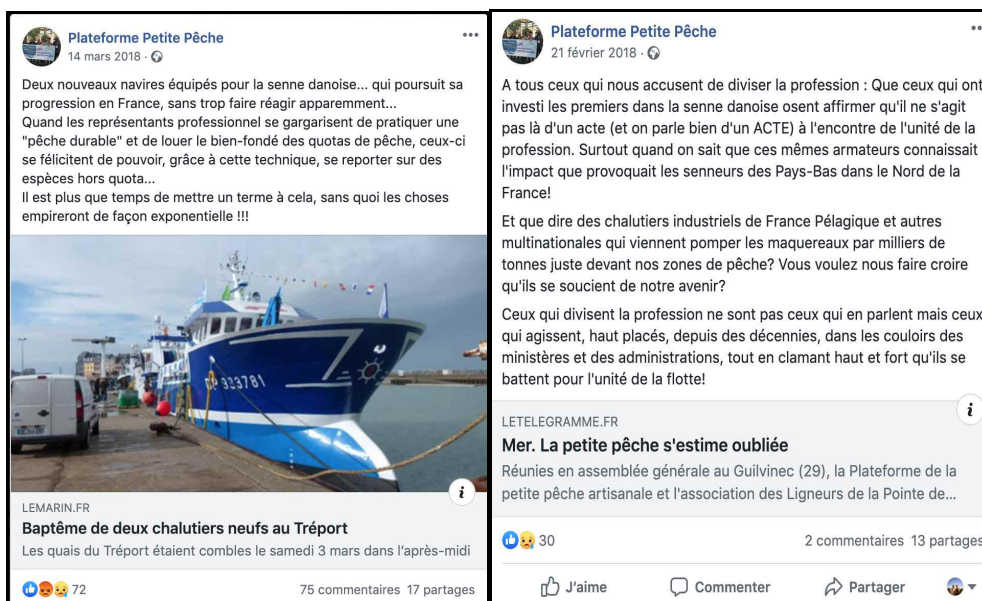 Plateforme Petite Pêche
14 mars 2018 ·
Deux nouveaux navires équipés pour la senne danoise... qui poursuit sa
progression en France, sans trop faire réagir apparemment...
Quand les représentants professionnel se gargarisent de pratiquer une
"pêche durable" et de louer le bien-fondé des quotas de pêche, ceux-ci
se félicitent de pouvoir, grâce à cette technique, se reporter sur des
espèces hors quota...
Il est plus que temps de mettre un terme à cela, sans quoi les choses
empireront de façon exponentielle !!!
DP 923781
LEMARIN.FR
Baptême de deux chalutiers neufs au Tréport
Les quais du Tréport étaient combles le samedi 3 mars dans l'après-midi
72
75 commentaires 17 partages
Plateforme Petite Pêche
21 février 2018 ·
A tous ceux qui nous accusent de diviser la profession : Que ceux qui ont
investi les premiers dans la senne danoise osent affirmer qu'il ne s'agit
pas là d'un acte (et on parle bien d'un ACTE) à l'encontre de l'unité de la
profession. Surtout quand on sait que ces mêmes armateurs connaissait
l'impact que provoquait les senneurs des Pays-Bas dans le Nord de la
France!
Et que dire des chalutiers industriels de France Pélagique et autres
multinationales qui viennent pomper les maquereaux par milliers de
tonnes juste devant nos zones de pêche? Vous voulez nous faire croire
qu'ils se soucient de notre avenir?
Ceux qui divisent la profession ne sont pas ceux qui en parlent mais ceux
qui agissent, haut placés, depuis des décennies, dans les couloirs des
ministères et des administrations, tout en clamant haut et fort qu'ils se
battent pour l'unité de la flotte!
LETELEGRAMME.FR
Mer. La petite pêche s'estime oubliée
Réunies en assemblée générale au Guilvinec (29), la Plateforme de la
petite pêche artisanale et l'association des Ligneurs de la Pointe de...
30
2 commentaires 13 partages
J'aime Commenter Partager